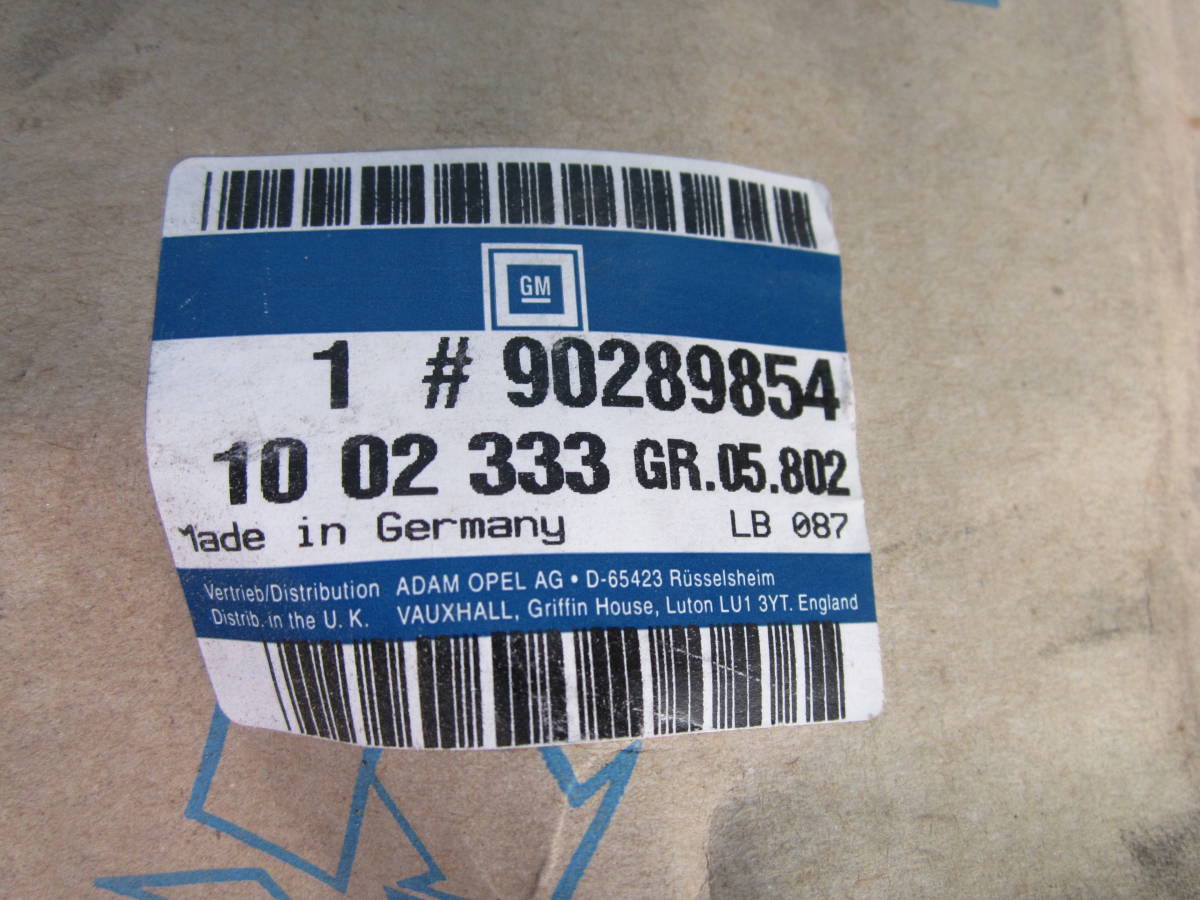 GM
1 # 90289854
10 02 333 GR.05.802
Made in Germany LB 087
Vertrieb/Distribution ADAM OPEL AG • D-65423 Rüsselsheim
Distrib. in the U. K. VAUXHALL, Griffin House, Luton LU1 3YT. England